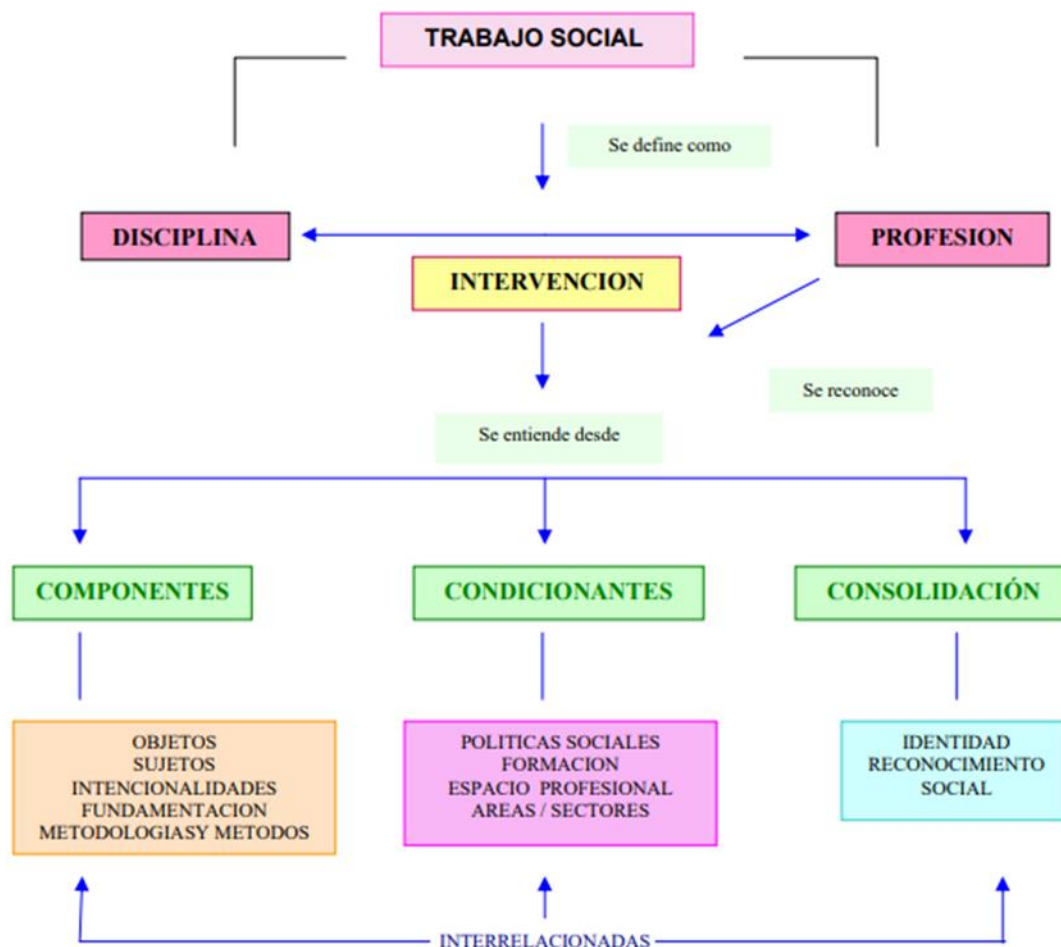 TRABAJO SOCIAL
Se define como
DISCIPLINA
PROFESION
INTERVENCION
Se reconoce
Se entiende desde
COMPONENTES
CONDICIONANTES
CONSOLIDACIÓN
OBJETOS
SUJETOS
INTENCIONALIDADES
FUNDAMENTACION
METODOLOGIASY METODOS
POLITICAS SOCIALES
FORMACION
ESPACIO PROFESIONAL
AREAS / SECTORES
IDENTIDAD
RECONOCIMIENTO
SOCIAL
INTERRELACIONADAS